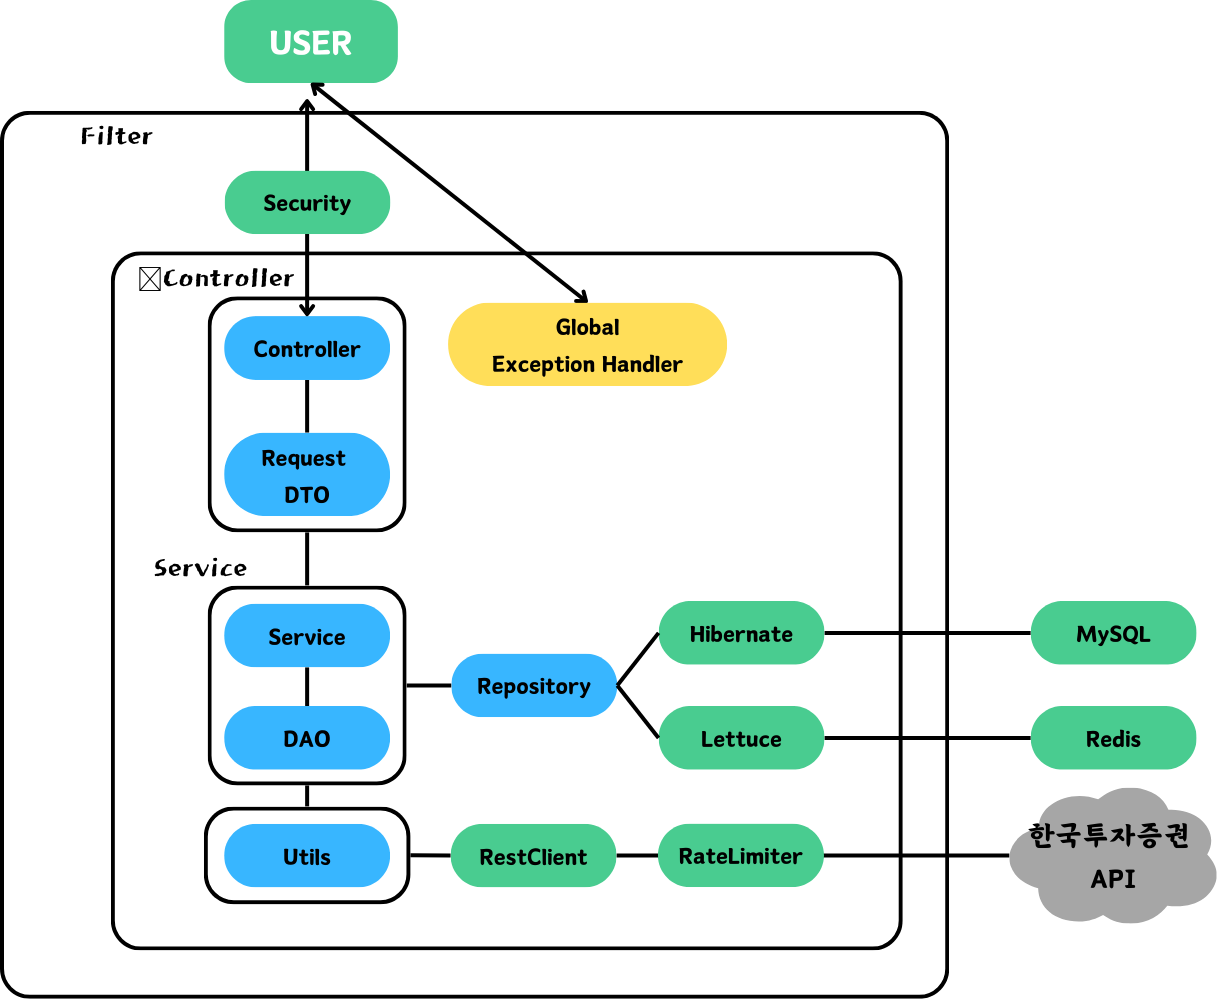 USER
Filter
Security
Controller
Controller
Global
Exception Handler
Request
DTO
Service
Service
DAO
Repository
Hibernate
Lettuce
MySQL
Redis
Utils
RestClient
RateLimiter
한국투자증권
API